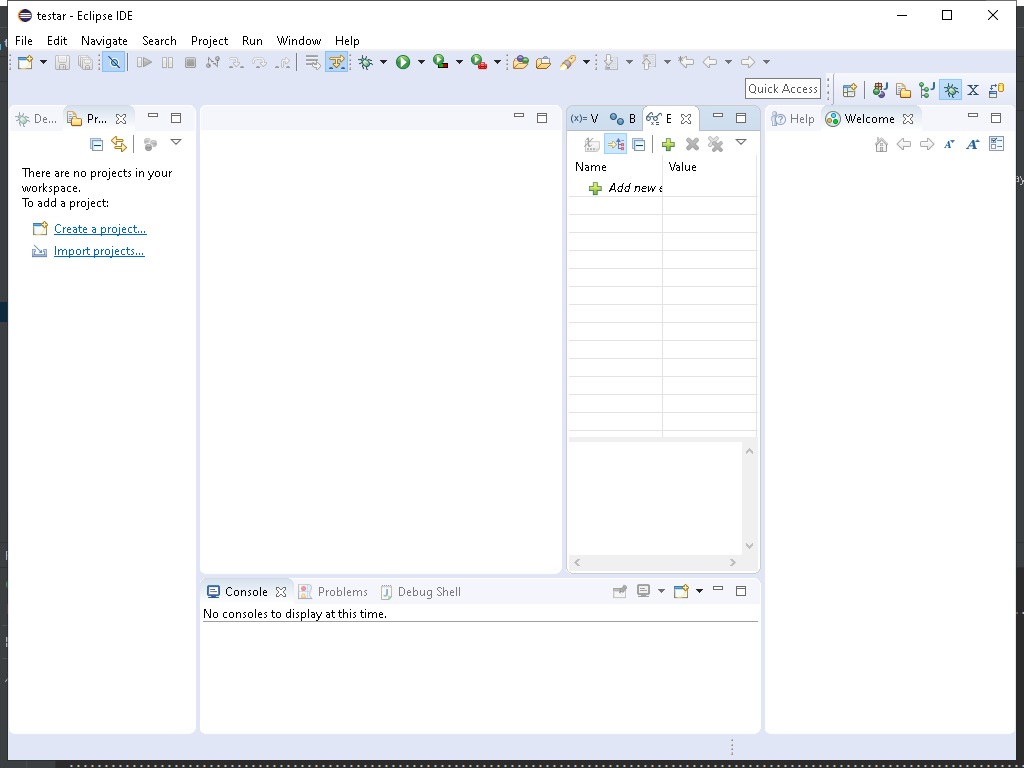 testar - Eclipse IDE
File Edit Navigate Search Project Run Window Help
Quick Access
De... Pr...
(x)= V B E
Help Welcome
There are no projects in your
workspace.
To add a project:
Create a project...
Import projects...
Name Value
Add new e
Console Problems Debug Shell
No consoles to display at this time.